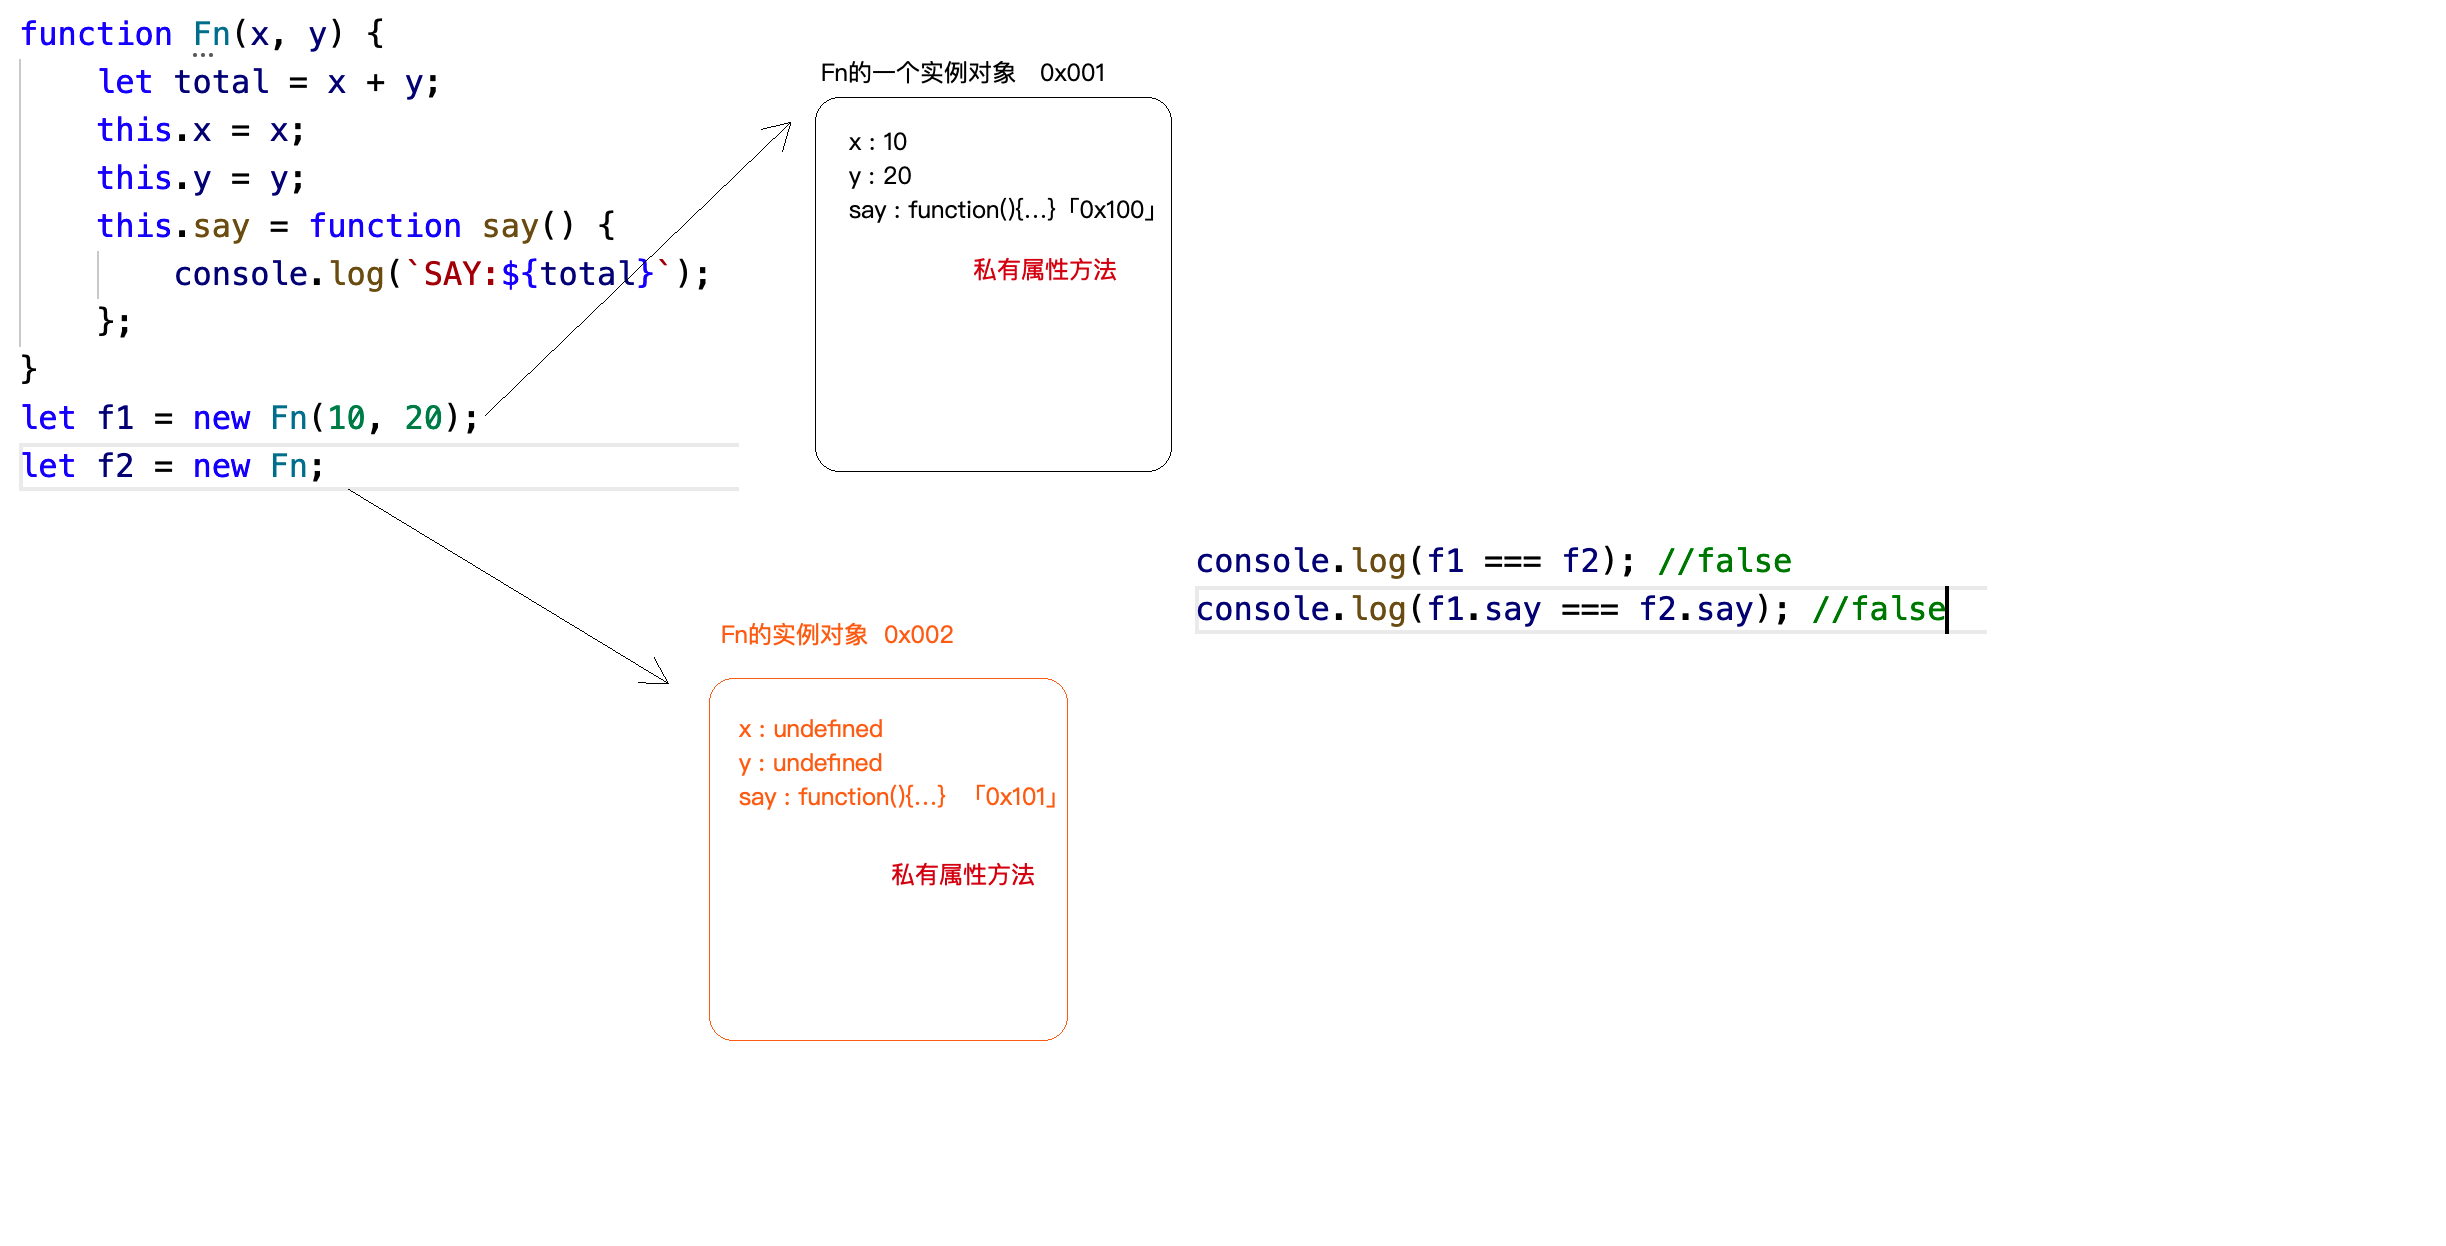 function Fn(x, y) {
    let total = x + y;
    this.x = x;
    this.y = y;
    this.say = function say() {
        console.log(`SAY:${total}`);
    };
}
let f1 = new Fn(10, 20);
let f2 = new Fn;
Fn的一个实例对象 0x001
x : 10
y : 20
say : function(){...}「0x100」
私有属性方法
Fn的实例对象 0x002
x : undefined
y : undefined
say : function(){...} 「0x101」
私有属性方法
console.log(f1 === f2); //false
console.log(f1.say === f2.say); //false